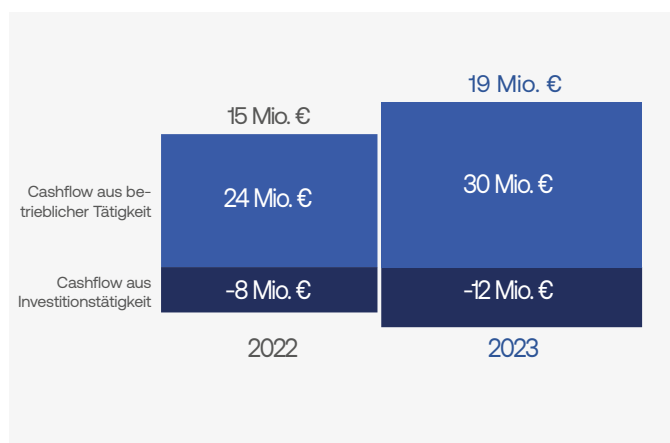 19 Mio. €
15 Mio. €
Cashflow aus be-
trieblicher Tätigkeit
24 Mio. €
30 Mio. €
Cashflow aus
Investitionstätigkeit
-8 Mio. €
-12 Mio. €
2022
2023